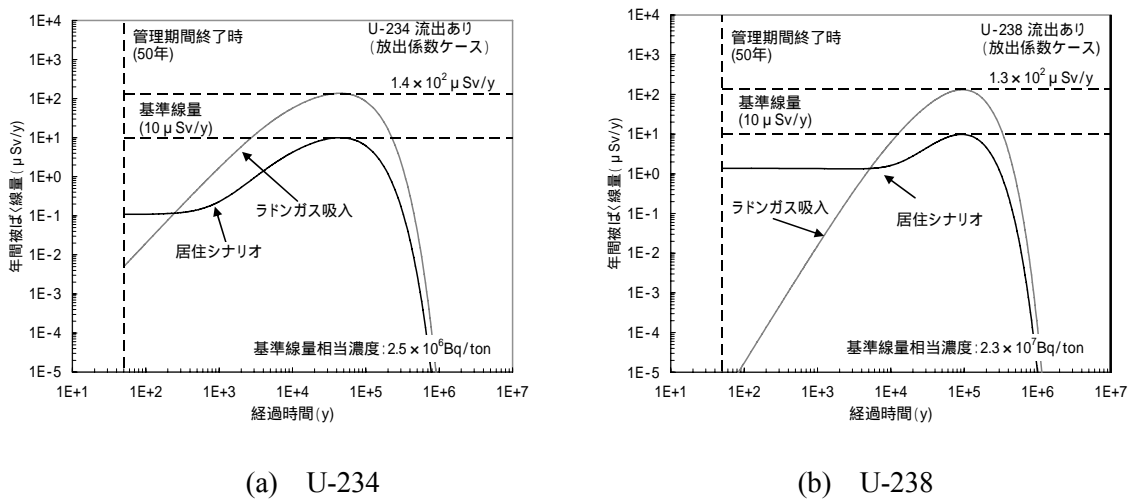 1E+4
1E+3
1E+2
1E+1
1E+0
1E-1
1E-2
1E-3
1E-4
1E-5
年間被ばく線量(μSv/y)
管理期間終了時
(50年)
U-234 流出あり
(放出係数ケース)
1.4×10² μSv/y
基準線量
(10 μSv/y)
ラドンガス吸入
居住シナリオ
基準線量相当濃度:2.5×10⁶Bq/ton
1E+1 1E+2 1E+3 1E+4 1E+5 1E+6 1E+7
経過時間(y)
(a) U-234
1E+4
1E+3
1E+2
1E+1
1E+0
1E-1
1E-2
1E-3
1E-4
1E-5
年間被ばく線量(μSv/y)
管理期間終了時
(50年)
U-238 流出あり
(放出係数ケース)
1.3×10² μSv/y
基準線量
(10 μSv/y)
ラドンガス吸入
居住シナリオ
基準線量相当濃度:2.3×10⁷Bq/ton
1E+1 1E+2 1E+3 1E+4 1E+5 1E+6 1E+7
経過時間(y)
(b) U-238